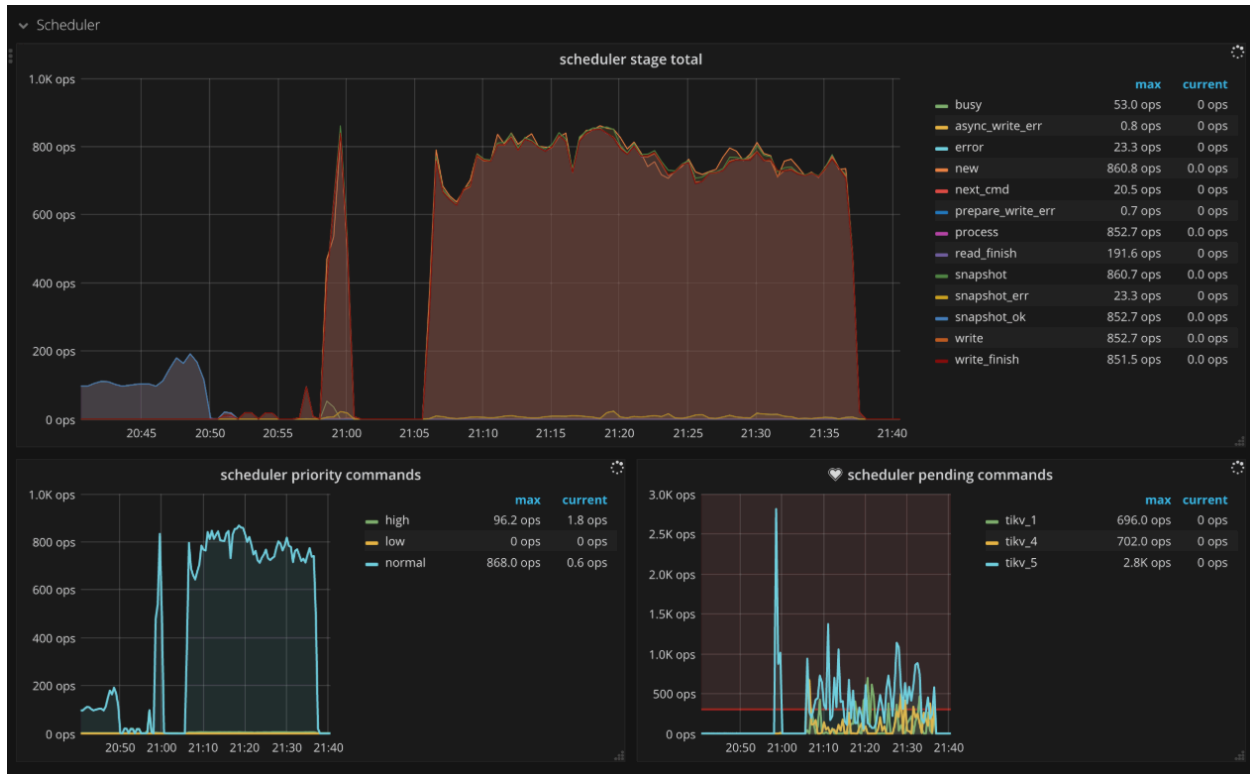 Scheduler
scheduler stage total
1.0K ops
800 ops
600 ops
400 ops
200 ops
0 ops
20:45 20:50 20:55 21:00 21:05 21:10 21:15 21:20 21:25 21:30 21:35 21:40
max current
busy 53.0 ops 0 ops
async_write_err 0.8 ops 0 ops
error 23.3 ops 0 ops
new 860.8 ops 0.0 ops
next_cmd 20.5 ops 0 ops
prepare_write_err 0.7 ops 0 ops
process 852.7 ops 0.0 ops
read_finish 191.6 ops 0 ops
snapshot 860.7 ops 0.0 ops
snapshot_err 23.3 ops 0 ops
snapshot_ok 852.7 ops 0.0 ops
write 852.7 ops 0.0 ops
write_finish 851.5 ops 0.0 ops
scheduler priority commands
1.0K ops
800 ops
600 ops
400 ops
200 ops
0 ops
20:50 21:00 21:10 21:20 21:30 21:40
max current
high 96.2 ops 1.8 ops
low 0 ops 0 ops
normal 868.0 ops 0.6 ops
scheduler pending commands
3.0K ops
2.5K ops
2.0K ops
1.5K ops
1.0K ops
500 ops
0 ops
20:50 21:00 21:10 21:20 21:30 21:40
max current
tikv_1 696.0 ops 0 ops
tikv_4 702.0 ops 0 ops
tikv_5 2.8K ops 0 ops